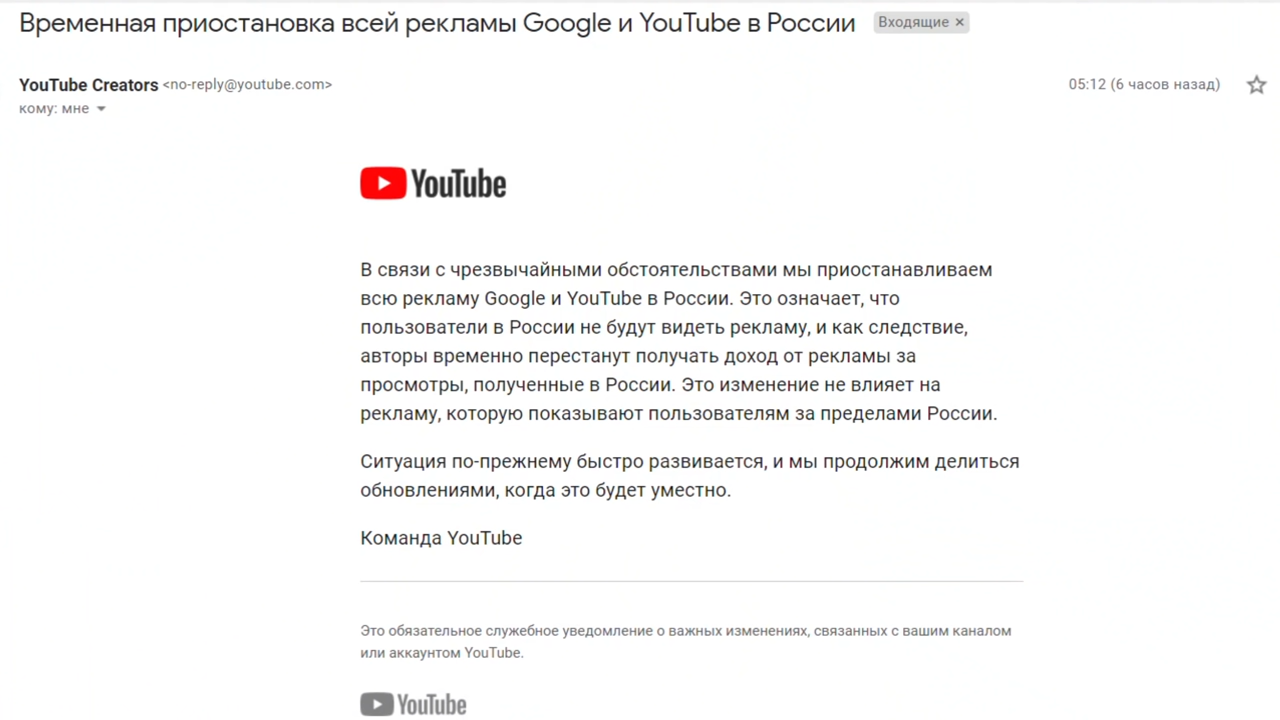 Временная приостановка всей рекламы Google и YouTube в России Входящие ×
YouTube Creators <no-reply@youtube.com> 05:12 (6 часов назад)
кому: мне
YouTube
В связи с чрезвычайными обстоятельствами мы приостанавливаем
всю рекламу Google и YouTube в России. Это означает, что
пользователи в России не будут видеть рекламу, и как следствие,
авторы временно перестанут получать доход от рекламы за
просмотры, полученные в России. Это изменение не влияет на
рекламу, которую показывают пользователям за пределами России.
Ситуация по-прежнему быстро развивается, и мы продолжим делиться
обновлениями, когда это будет уместно.
Команда YouTube
Это обязательное служебное уведомление о важных изменениях, связанных с вашим каналом
или аккаунтом YouTube.
YouTube